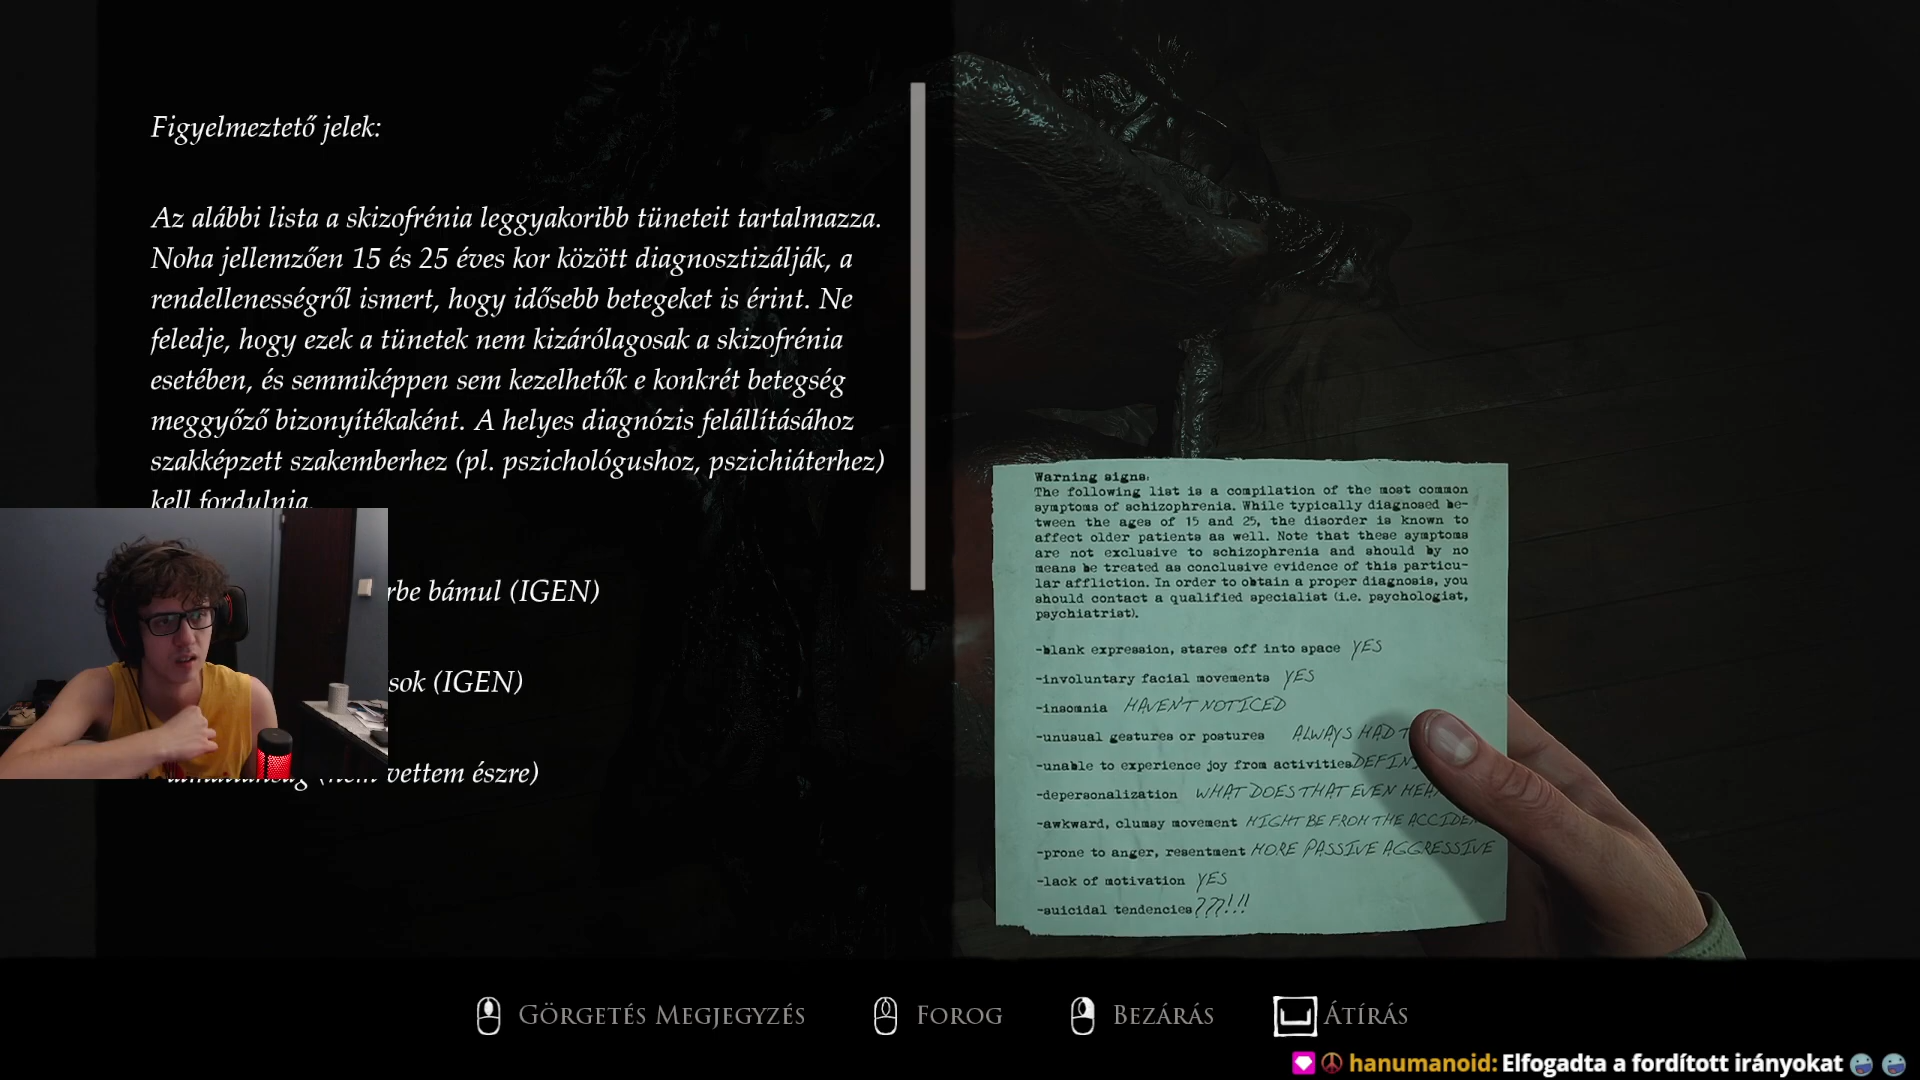 Figyelmeztető jelek:
Az alábbi lista a skizofrénia leggyakoribb tüneteit tartalmazza.
Noha jellemzően 15 és 25 éves kor között diagnosztizálják, a
rendellenességről ismert, hogy idősebb betegeket is érint. Ne
feledje, hogy ezek a tünetek nem kizárólagosak a skizofrénia
esetében, és semmiképpen sem kezelhetők e konkrét betegség
meggyőző bizonyítékaként. A helyes diagnózis felállításához
szakképzett szakemberhez (pl. pszichológushoz, pszichiáterhez)
kell fordulnia.
bámul (IGEN)
(IGEN)
vettem észre)
Warning signs:
The following list is a compilation of the most common
symptoms of schizophrenia. While typically diagnosed be-
tween the ages of 15 and 25, the disorder is known to
affect older patients as well. Note that these symptoms
are not exclusive to schizophrenia and should by no
means be treated as conclusive evidence of this particu-
lar affliction. In order to obtain a proper diagnosis, you
should contact a qualified specialist (i.e. psychologist,
psychiatrist).
-blank expression, stares off into space YES
-involuntary facial movements YES
-insomnia HAVEN'T NOTICED
-unusual gestures or postures ALWAYS HAD
-unable to experience joy from activities
-depersonalization WHAT DOES THAT EVEN
-awkward, clumsy movement MIGHT BE FROM THE
-prone to anger, resentment MORE PASSIVE AGGRESSIVE
-lack of motivation YES
-suicidal tendencies ???!!!
GÖRGETÉS MEGJEGYZÉS FOROG BEZÁRÁS ÁTÍRÁS
hanumanoid: Elfogadta a fordított irányokat